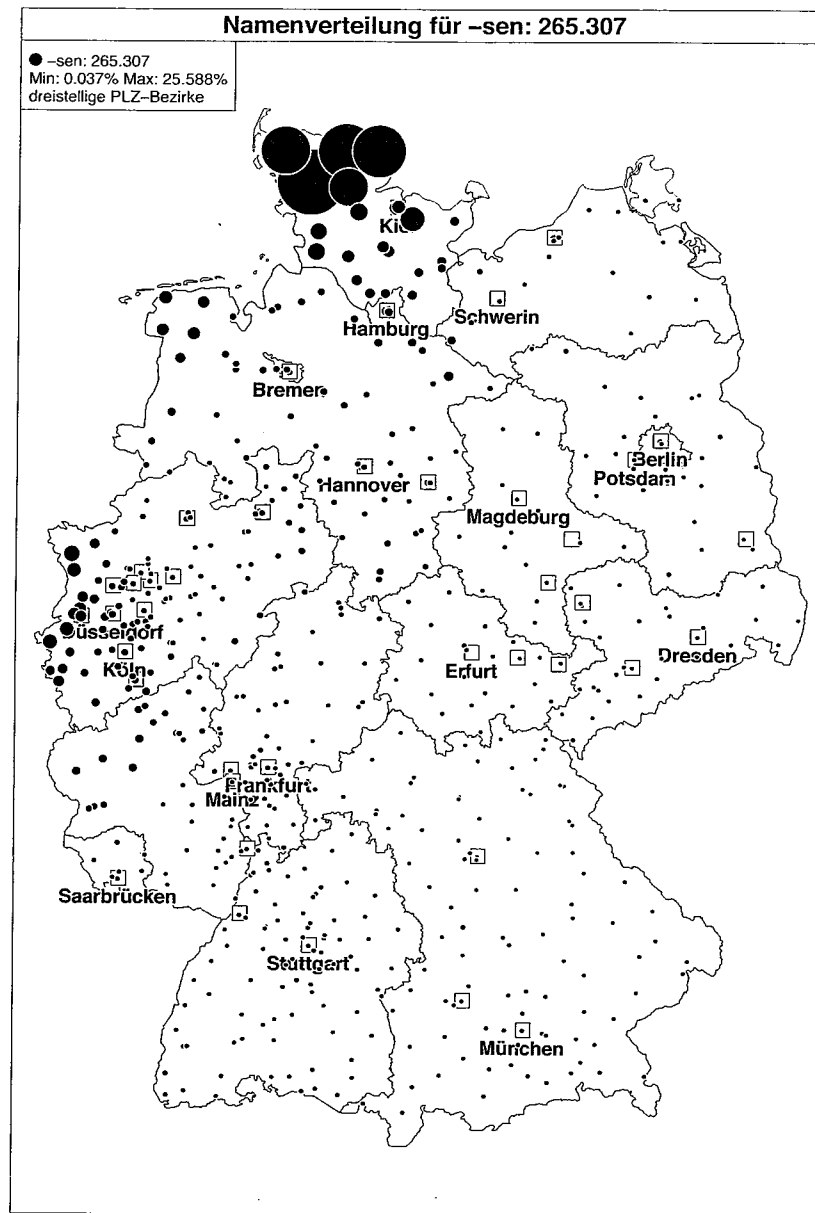 Namenverteilung für –sen: 265.307
–sen: 265.307
Min: 0.037% Max: 25.588%
dreistellige PLZ–Bezirke
Kiel
Schwerin
Hamburg
Bremen
Berlin
Potsdam
Hannover
Magdeburg
Düsseldorf
Köln
Erfurt
Dresden
Frankfurt
Mainz
Saarbrücken
Stuttgart
München